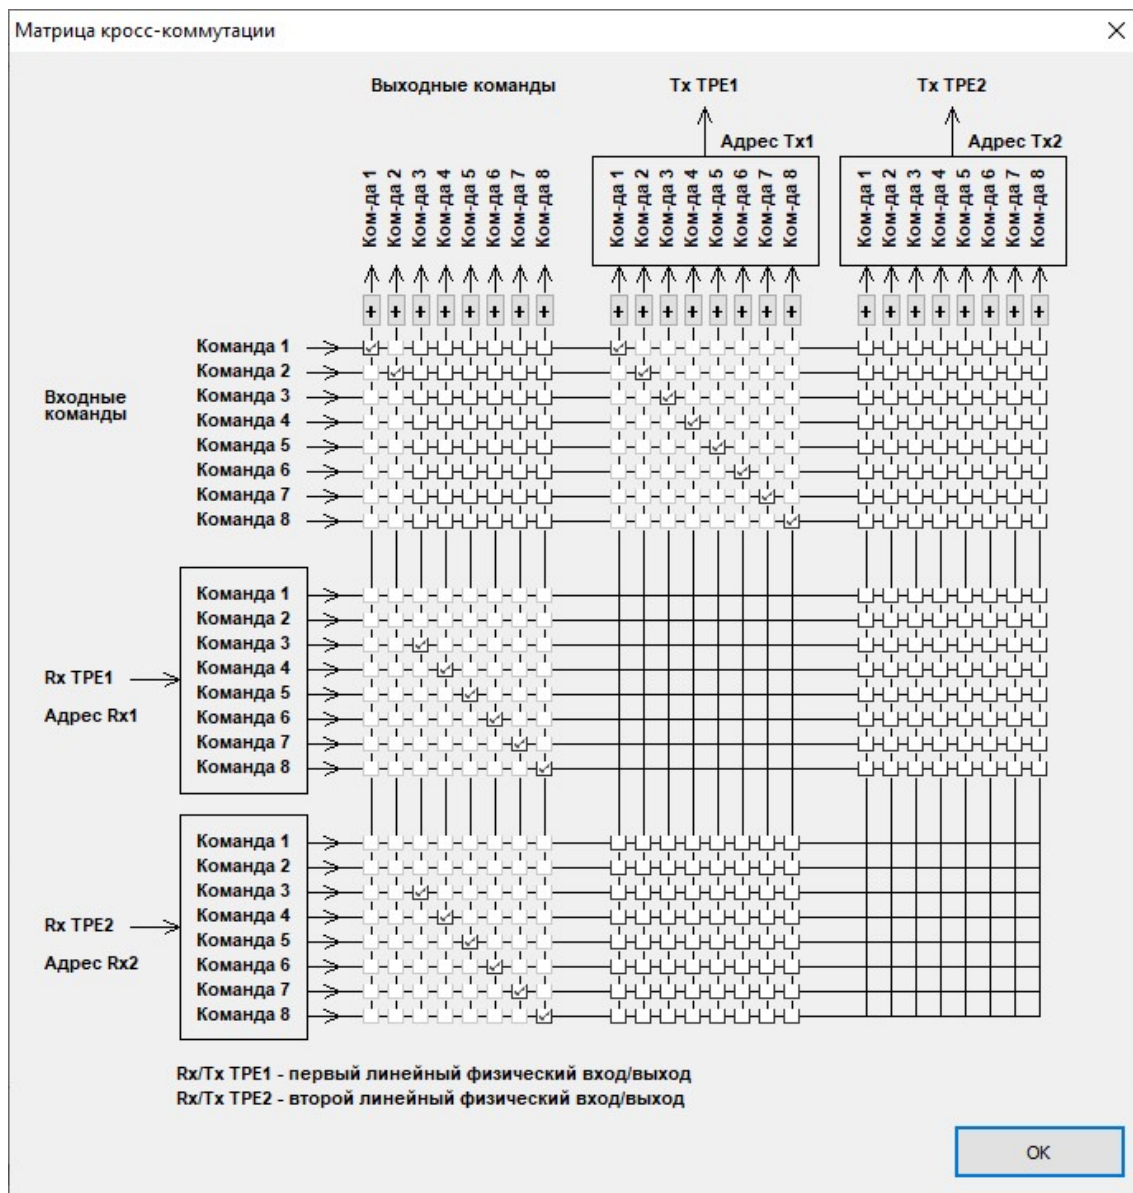 Матрица кросс-коммутации
Выходные команды
Tx TPE1
Tx TPE2
Адрес Tx1
Адрес Tx2
Ком-да 1
Ком-да 2
Ком-да 3
Ком-да 4
Ком-да 5
Ком-да 6
Ком-да 7
Ком-да 8
Ком-да 1
Ком-да 2
Ком-да 3
Ком-да 4
Ком-да 5
Ком-да 6
Ком-да 7
Ком-да 8
Ком-да 1
Ком-да 2
Ком-да 3
Ком-да 4
Ком-да 5
Ком-да 6
Ком-да 7
Ком-да 8
+ + + + + + + + + + + + + + + + + + + + + + + +
Входные
команды
Команда 1
Команда 2
Команда 3
Команда 4
Команда 5
Команда 6
Команда 7
Команда 8
Rx TPE1
Адрес Rx1
Команда 1
Команда 2
Команда 3
Команда 4
Команда 5
Команда 6
Команда 7
Команда 8
Rx TPE2
Адрес Rx2
Команда 1
Команда 2
Команда 3
Команда 4
Команда 5
Команда 6
Команда 7
Команда 8
Rx/Tx TPE1 - первый линейный физический вход/выход
Rx/Tx TPE2 - второй линейный физический вход/выход
OK